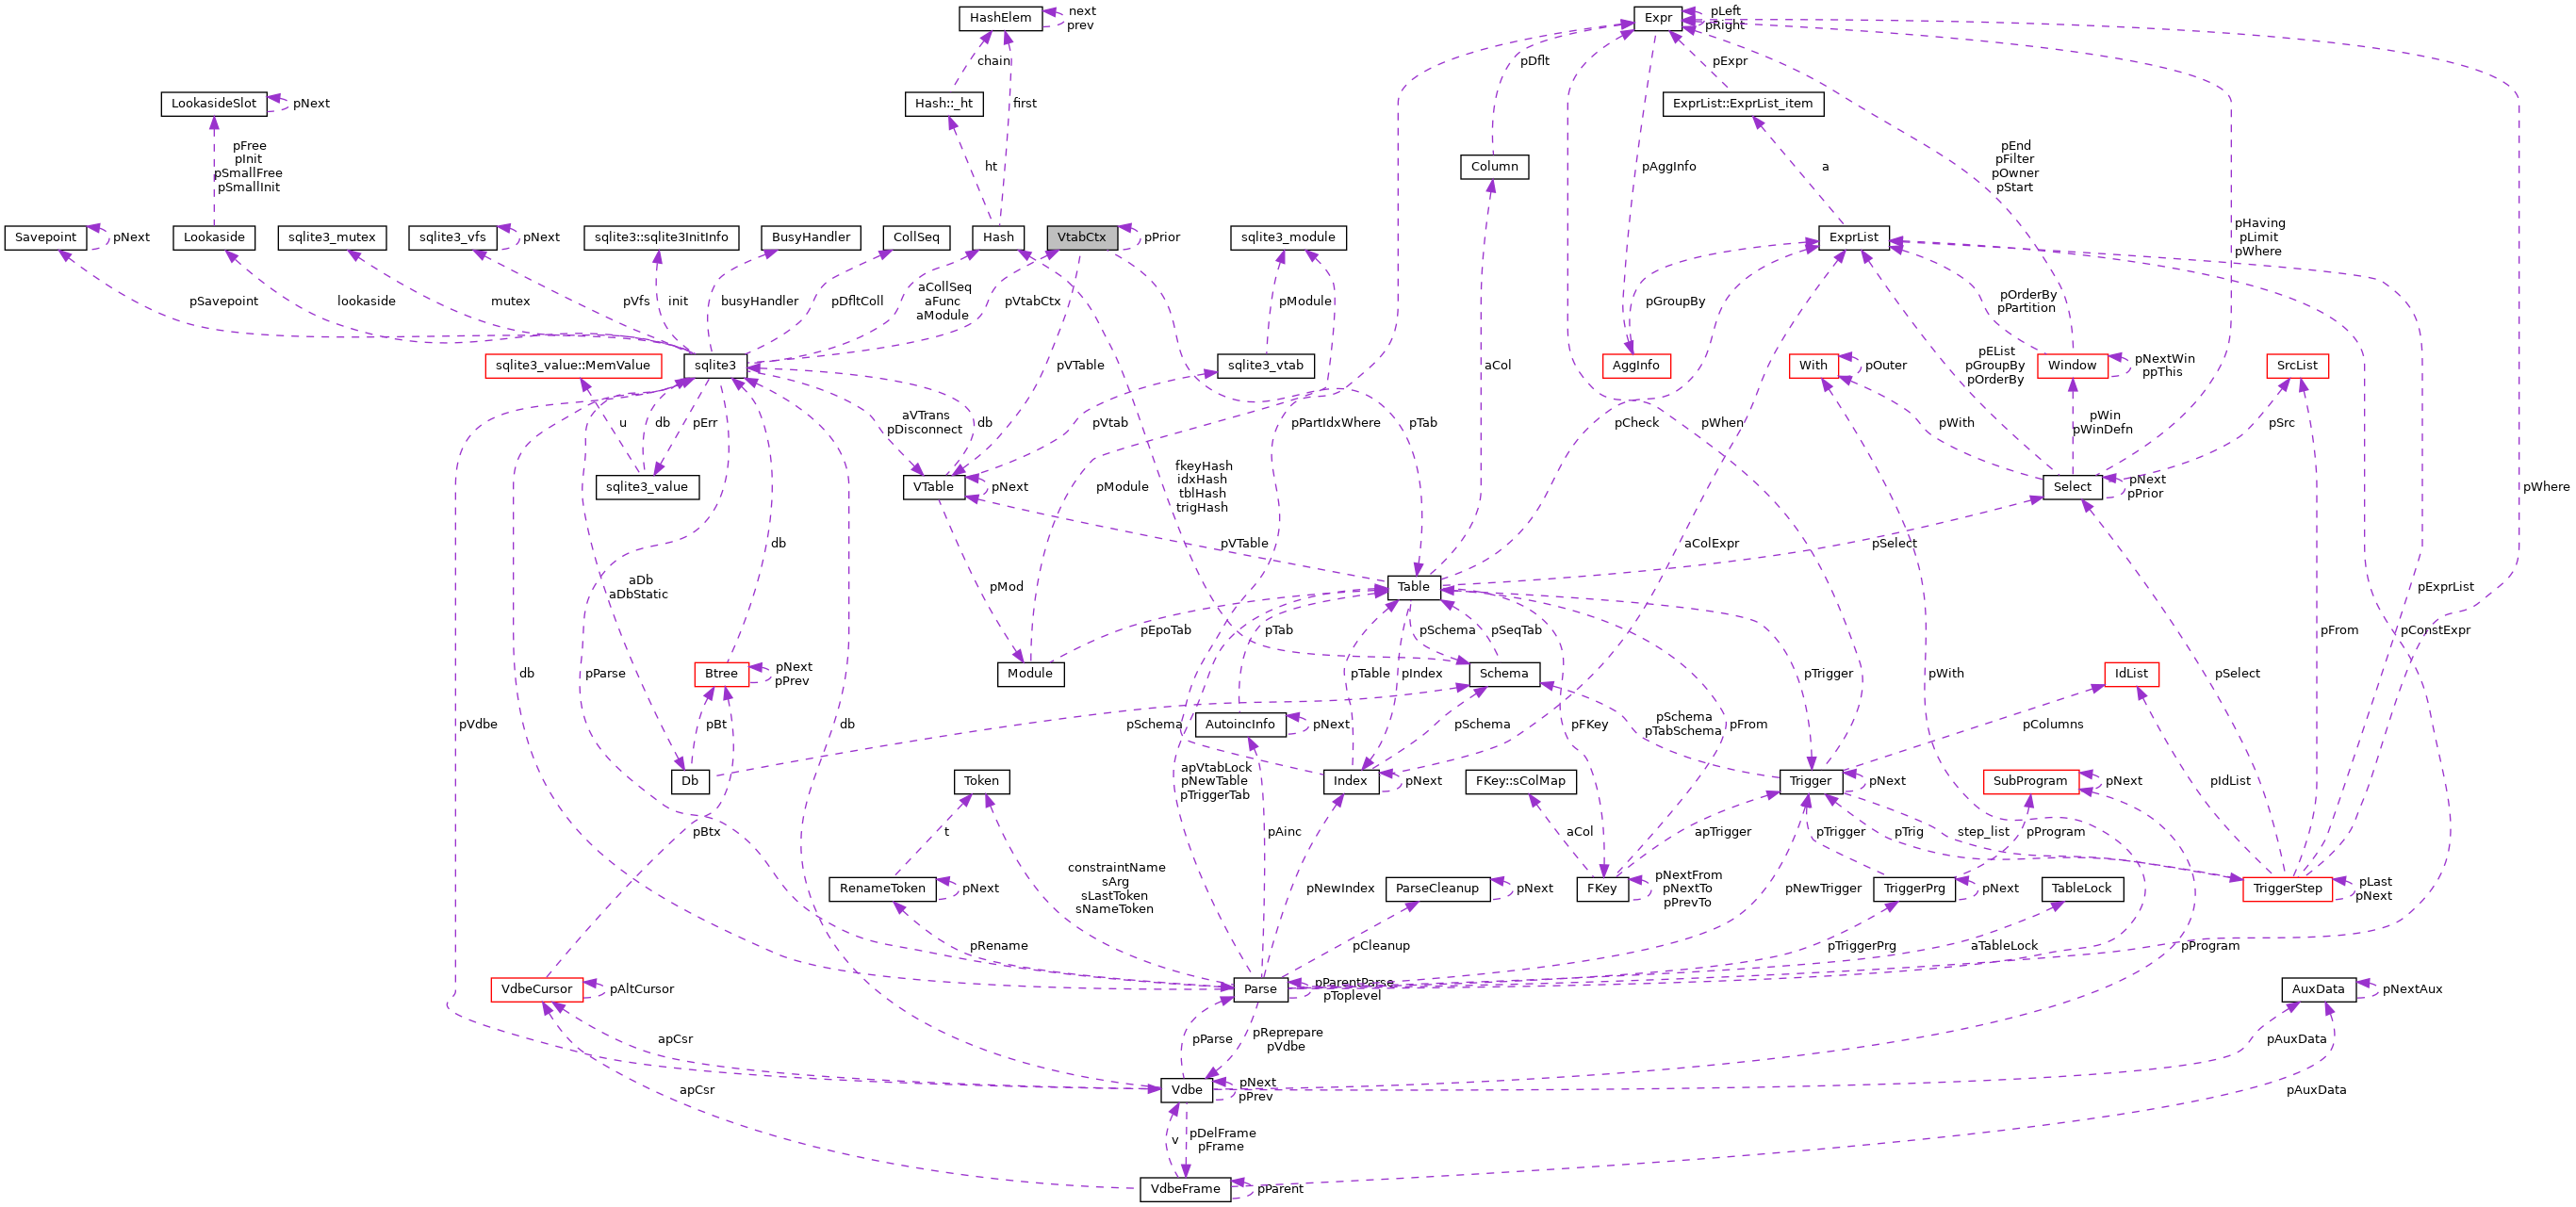 HashElem
next
prev
Expr
pLeft
pRight
chain
pDflt
pExpr
LookasideSlot
pNext
Hash::_ht
first
ExprList::ExprList_item
pFree
pInit
pSmallFree
pSmallInit
ht
Column
pAggInfo
a
pEnd
pFilter
pOwner
pStart
Savepoint
pNext
Lookaside
sqlite3_mutex
sqlite3_vfs
pNext
sqlite3::sqlite3InitInfo
BusyHandler
CollSeq
Hash
VtabCtx
pPrior
sqlite3_module
ExprList
pHaving
pLimit
pWhere
pSavepoint
lookaside
mutex
pVfs
init
busyHandler
pDfltColl
aCollSeq
aFunc
aModule
pVtabCtx
pModule
pGroupBy
pOrderBy
pPartition
sqlite3_value::MemValue
sqlite3
pVTable
sqlite3_vtab
aCol
AggInfo
With
pOuter
pEList
pGroupBy
pOrderBy
Window
pNextWin
ppThis
SrcList
u
db
pErr
aVTrans
pDisconnect
db
pVtab
pPartIdxWhere
pTab
pCheck
pWhen
pWith
pWin
pWinDefn
pSrc
sqlite3_value
VTable
pNext
pModule
fkeyHash
idxHash
tblHash
trigHash
Select
pNext
pPrior
pWhere
db
pVTable
aColExpr
pSelect
aDb
aDbStatic
pMod
Table
pExprList
pEpoTab
pTab
pSchema
pSeqTab
pFrom
pConstExpr
db
pParse
Btree
pNext
pPrev
Module
pTable
pIndex
Schema
pTrigger
pWith
IdList
pSelect
pVdbe
pBt
db
pSchema
AutoincInfo
pNext
pSchema
pFKey
pSchema
pTabSchema
pFrom
pColumns
Db
Token
apVtabLock
pNewTable
pTriggerTab
Index
pNext
FKey::sColMap
Trigger
pNext
SubProgram
pNext
pIdList
pBtx
t
pAinc
aCol
apTrigger
pTrigger
pTrig
step_list
pProgram
RenameToken
pNext
constraintName
sArg
sLastToken
sNameToken
pNewIndex
ParseCleanup
pNext
FKey
pNextFrom
pNextTo
pPrevTo
pNewTrigger
TriggerPrg
pNext
TableLock
TriggerStep
pLast
pNext
pRename
pCleanup
pTriggerPrg
aTableLock
pProgram
VdbeCursor
pAltCursor
Parse
pParentParse
pToplevel
AuxData
pNextAux
apCsr
pParse
pReprepare
pVdbe
pAuxData
apCsr
Vdbe
pNext
pPrev
pAuxData
v
pDelFrame
pFrame
VdbeFrame
pParent